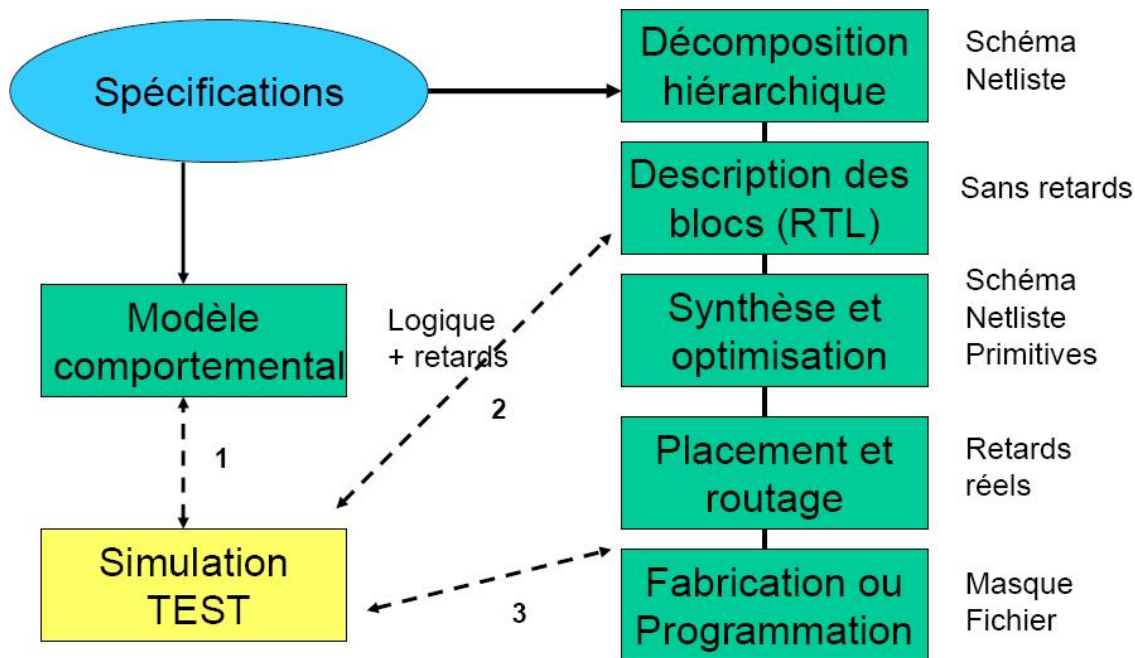 Spécifications
Décomposition
hiérarchique
Schéma
Netliste
Description des
blocs (RTL)
Sans retards
Modèle
comportemental
Logique
+ retards
Synthèse et
optimisation
Schéma
Netliste
Primitives
1
2
Placement et
routage
Retards
réels
Simulation
TEST
3
Fabrication ou
Programmation
Masque
Fichier